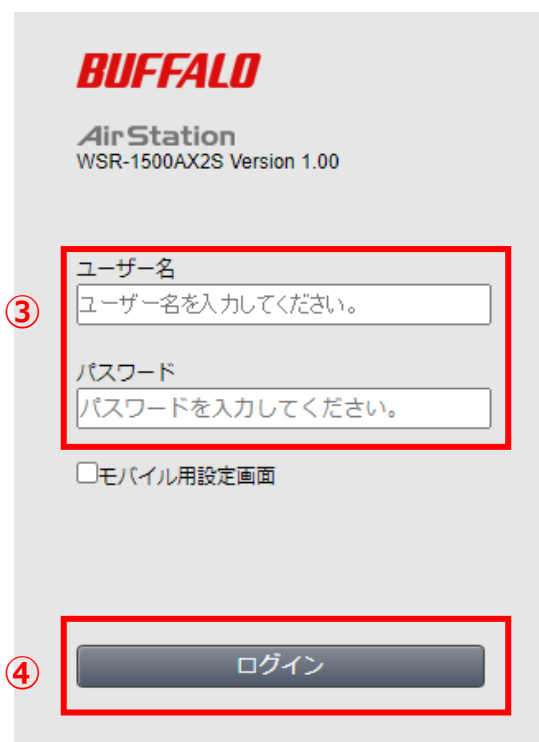 BUFFALO
AirStation
WSR-1500AX2S Version 1.00
ユーザー名
③
ユーザー名を入力してください。
パスワード
パスワードを入力してください。
モバイル用設定画面
④
ログイン